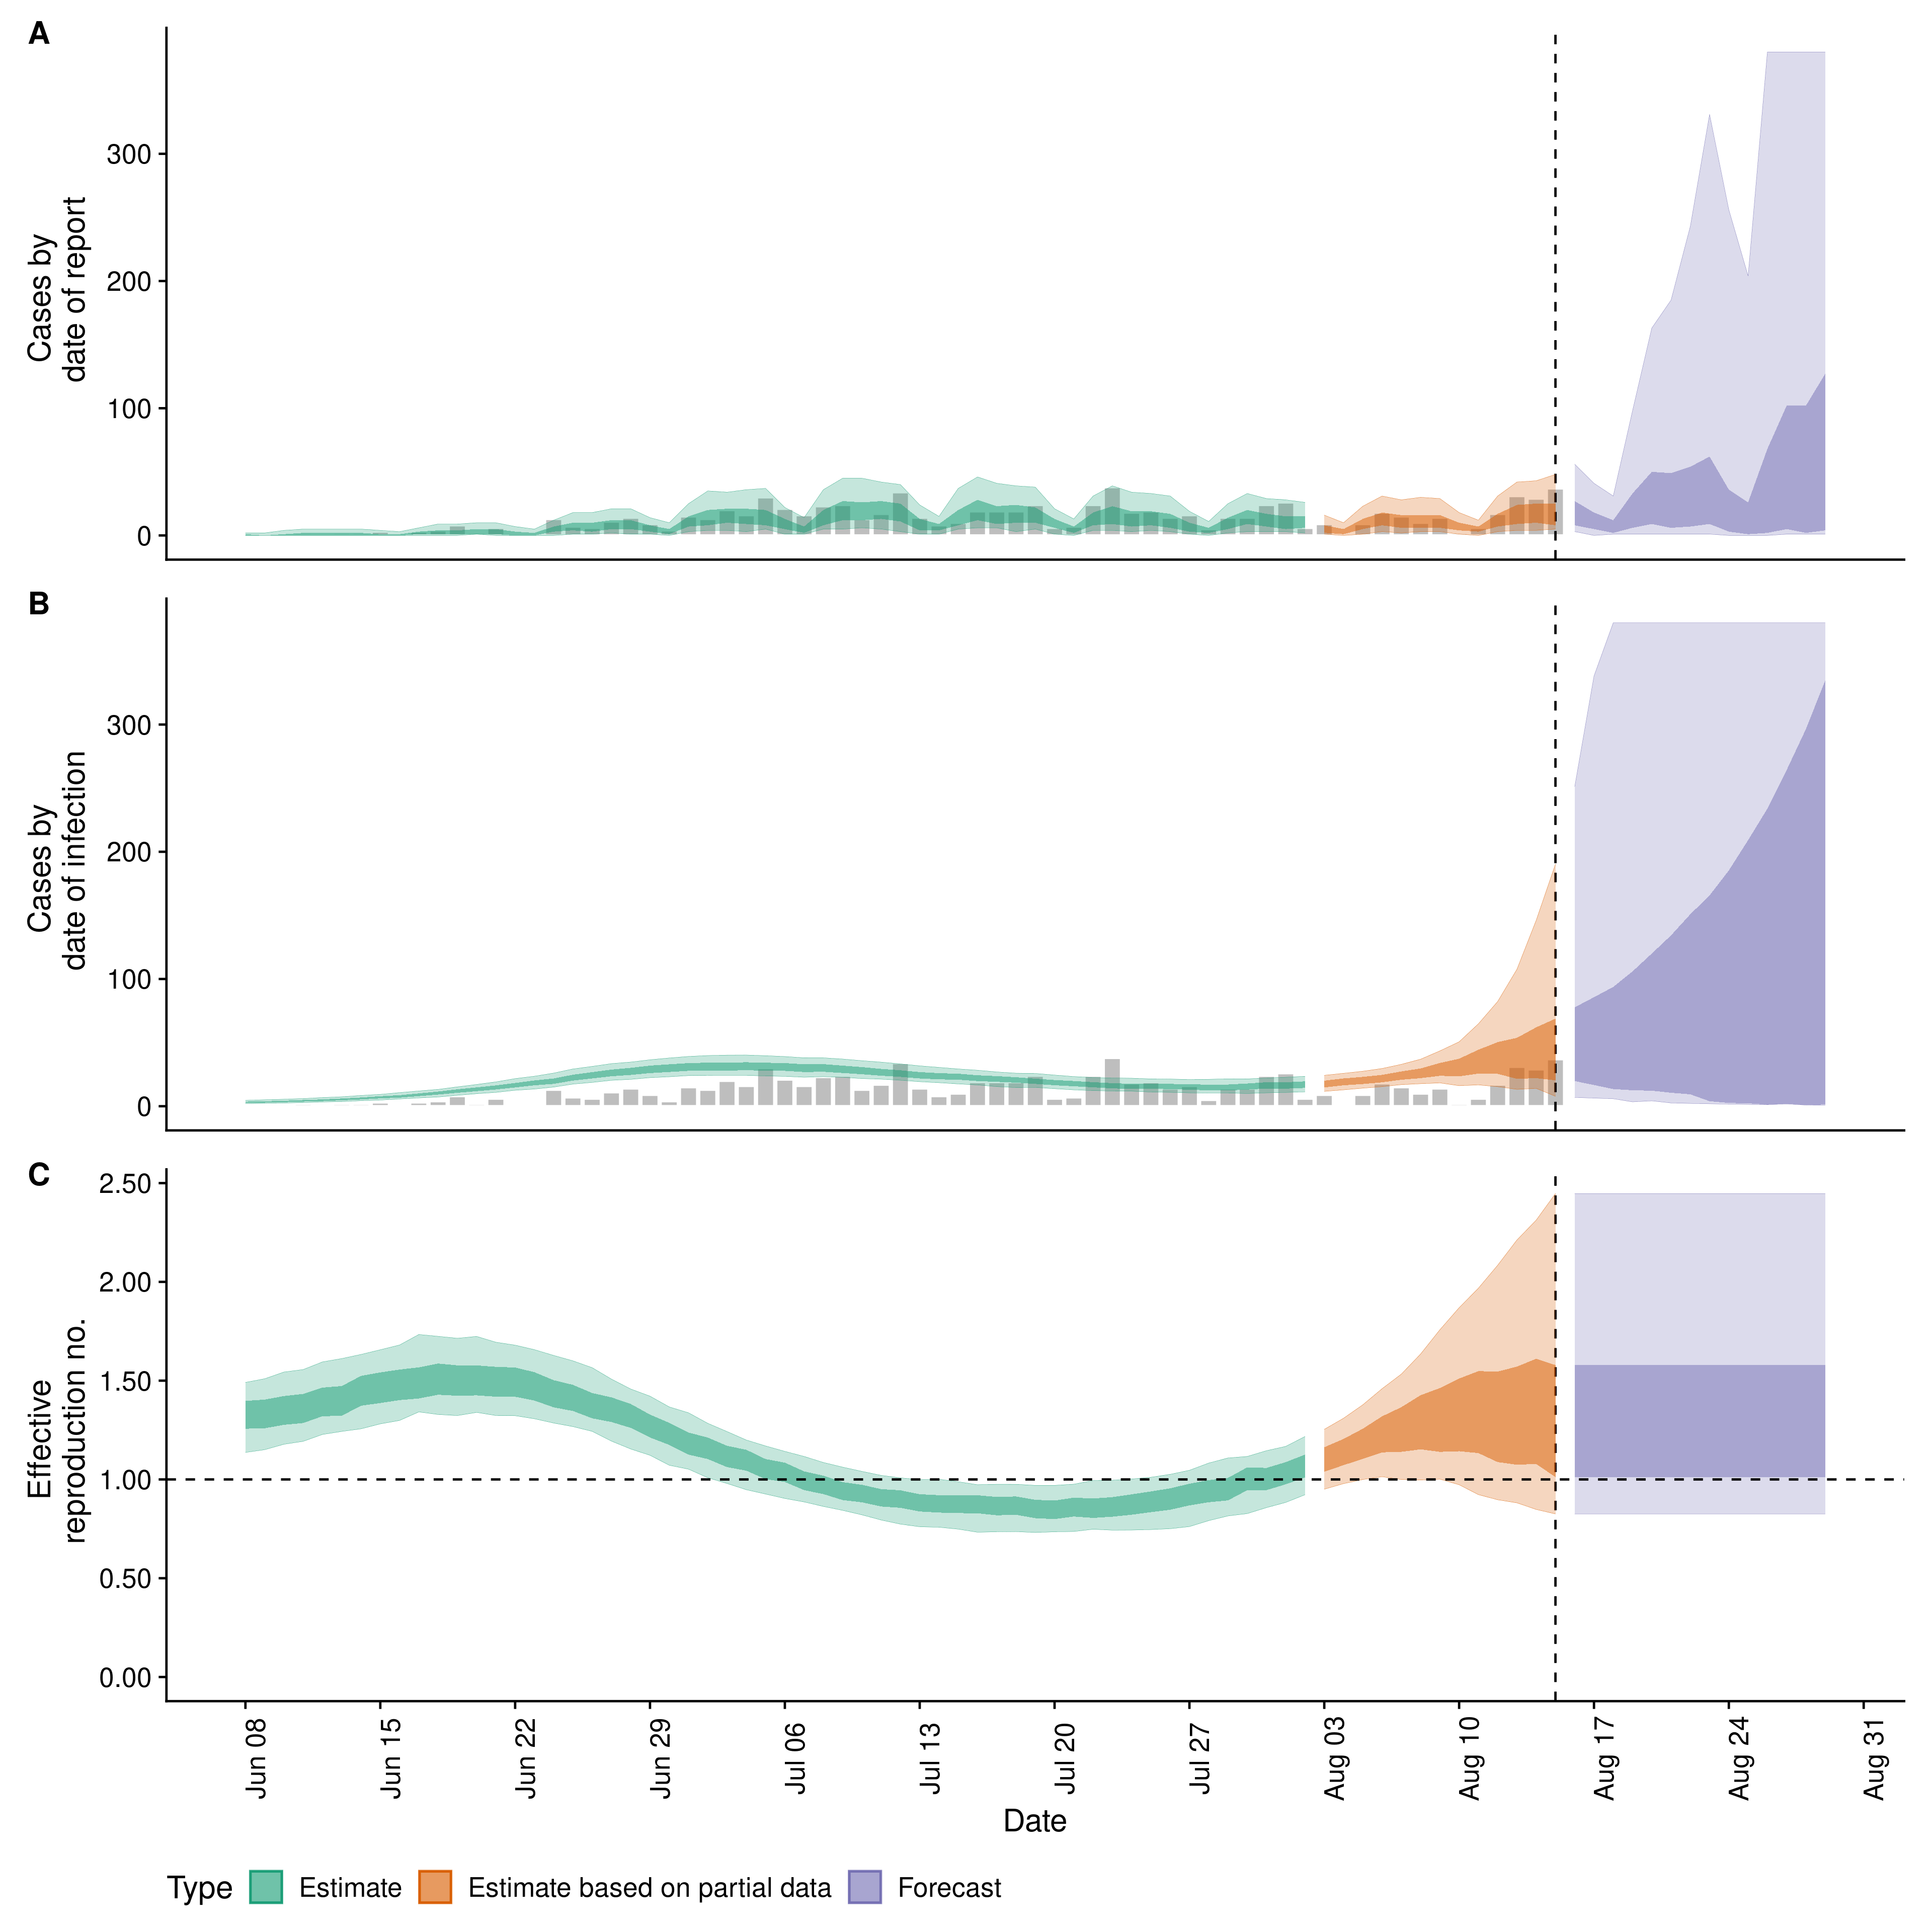 A
Cases by
date of report
300
200
100
0
B
Cases by
date of infection
300
200
100
0
C
Effective
reproduction no.
2.50
2.00
1.50
1.00
0.50
0.00
Jun 08
Jun 15
Jun 22
Jun 29
Jul 06
Jul 13
Jul 20
Jul 27
Aug 03
Aug 10
Aug 17
Aug 24
Aug 31
Date
Type Estimate Estimate based on partial data Forecast